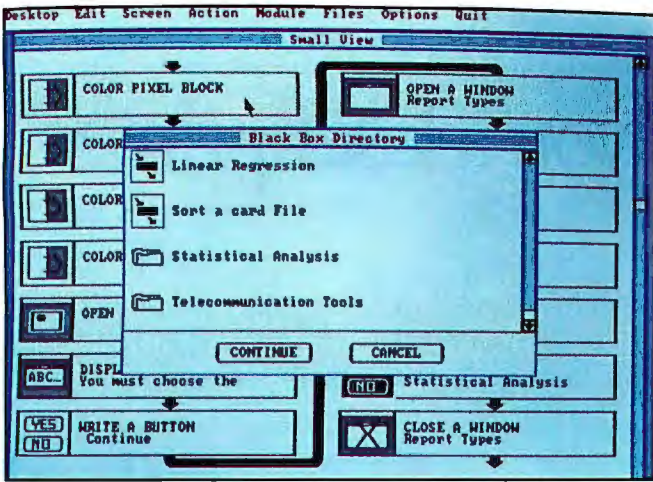 Desktop Edit Screen Action Module Files Options Quit
Small View
COLOR PIXEL BLOCK
OPEN A WINDOW
Report Types
COLOR
COLOR
COLOR
OPEN
DISPL
You must choose the
WRITE A BUTTON
Continue
Black Box Directory
Linear Regression
Sort a card File
Statistical Analysis
Telecommunication Tools
CONTINUE
CANCEL
ABC...
YES
NO
NO
Statistical Analysis
CLOSE A WINDOW
Report Types